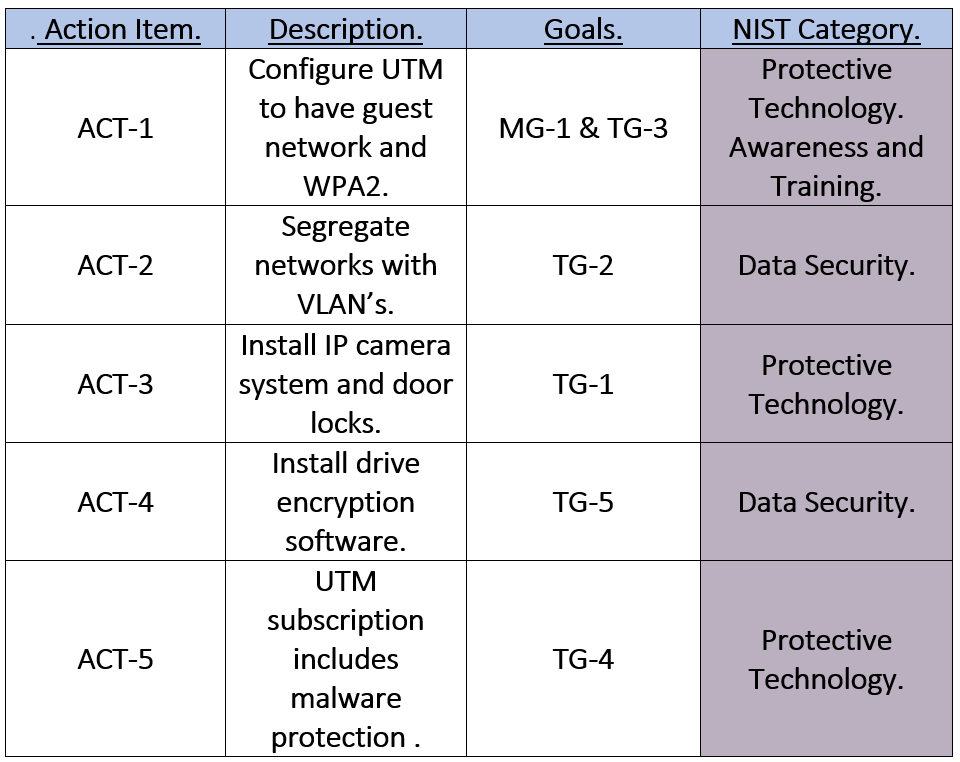 . Action Item. Description. Goals. NIST Category.
ACT-1
Configure UTM
to have guest
network and
WPA2.
MG-1 & TG-3
Protective
Technology.
Awareness and
Training.
ACT-2
Segregate
networks with
VLAN’s.
TG-2
Data Security.
ACT-3
Install IP camera
system and door
locks.
TG-1
Protective
Technology.
ACT-4
Install drive
encryption
software.
TG-5
Data Security.
ACT-5
UTM
subscription
includes
malware
protection .
TG-4
Protective
Technology.